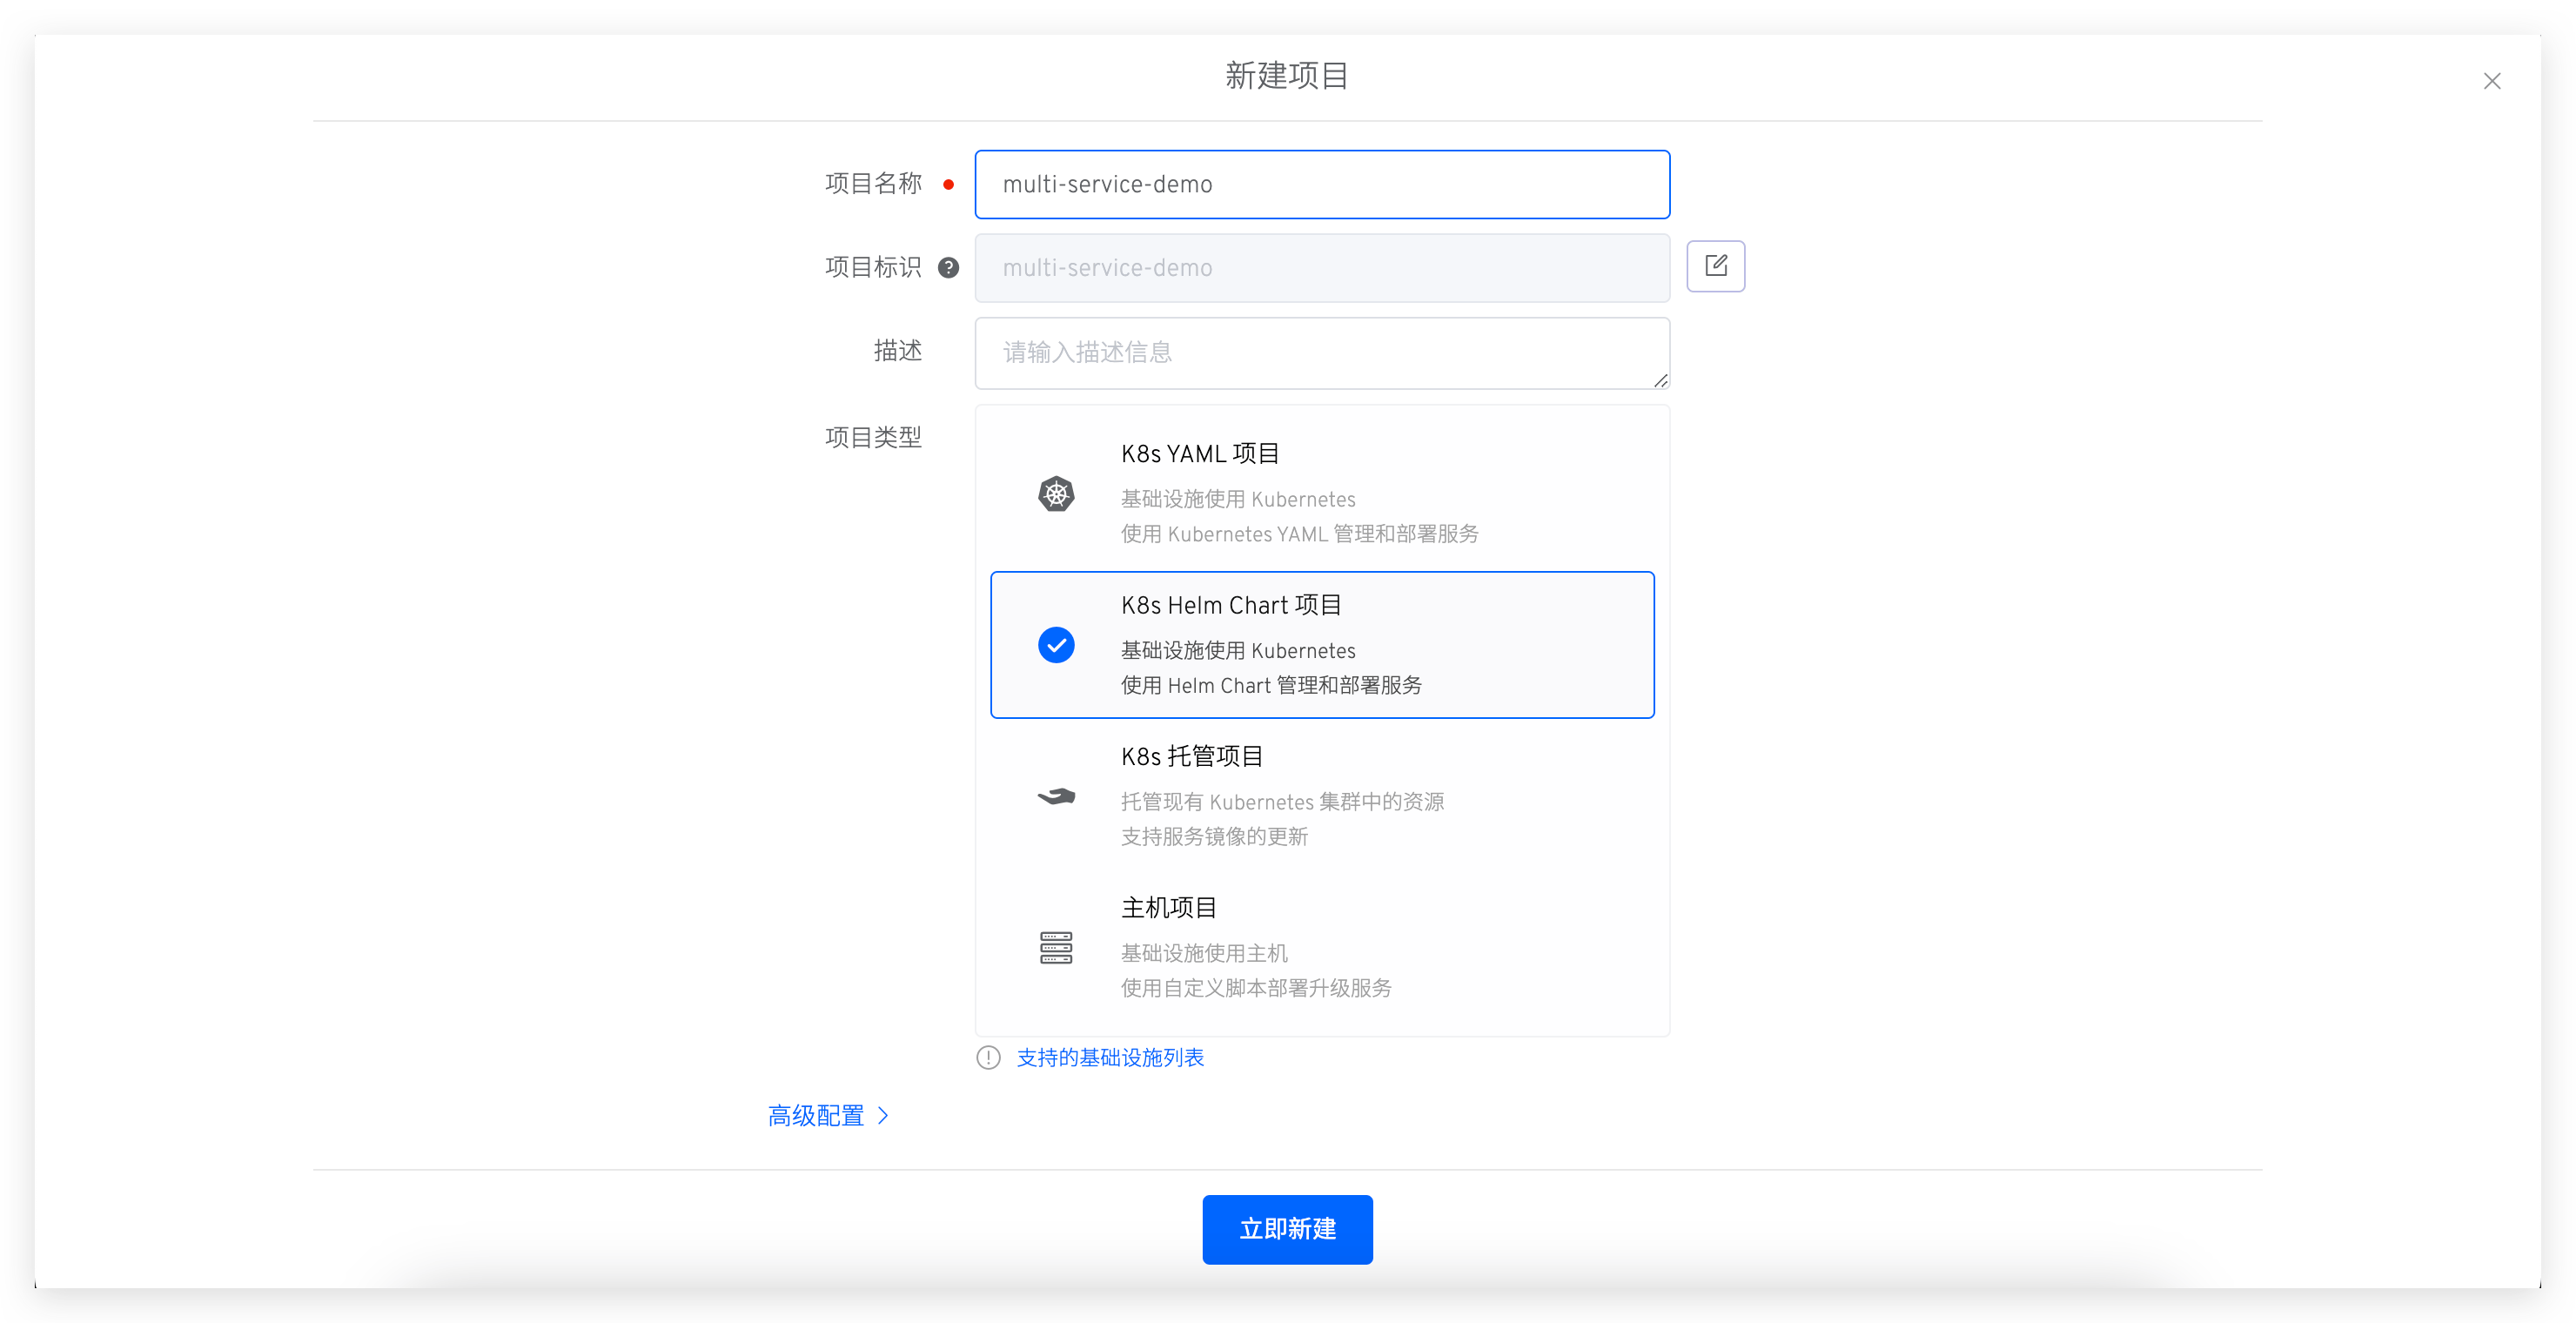 新建项目
项目名称
multi-service-demo
项目标识
multi-service-demo
描述
请输入描述信息
项目类型
K8s YAML 项目
基础设施使用 Kubernetes
使用 Kubernetes YAML 管理和部署服务
K8s Helm Chart 项目
基础设施使用 Kubernetes
使用 Helm Chart 管理和部署服务
K8s 托管项目
托管现有 Kubernetes 集群中的资源
支持服务镜像的更新
主机项目
基础设施使用主机
使用自定义脚本部署升级服务
支持的基础设施列表
高级配置
立即新建